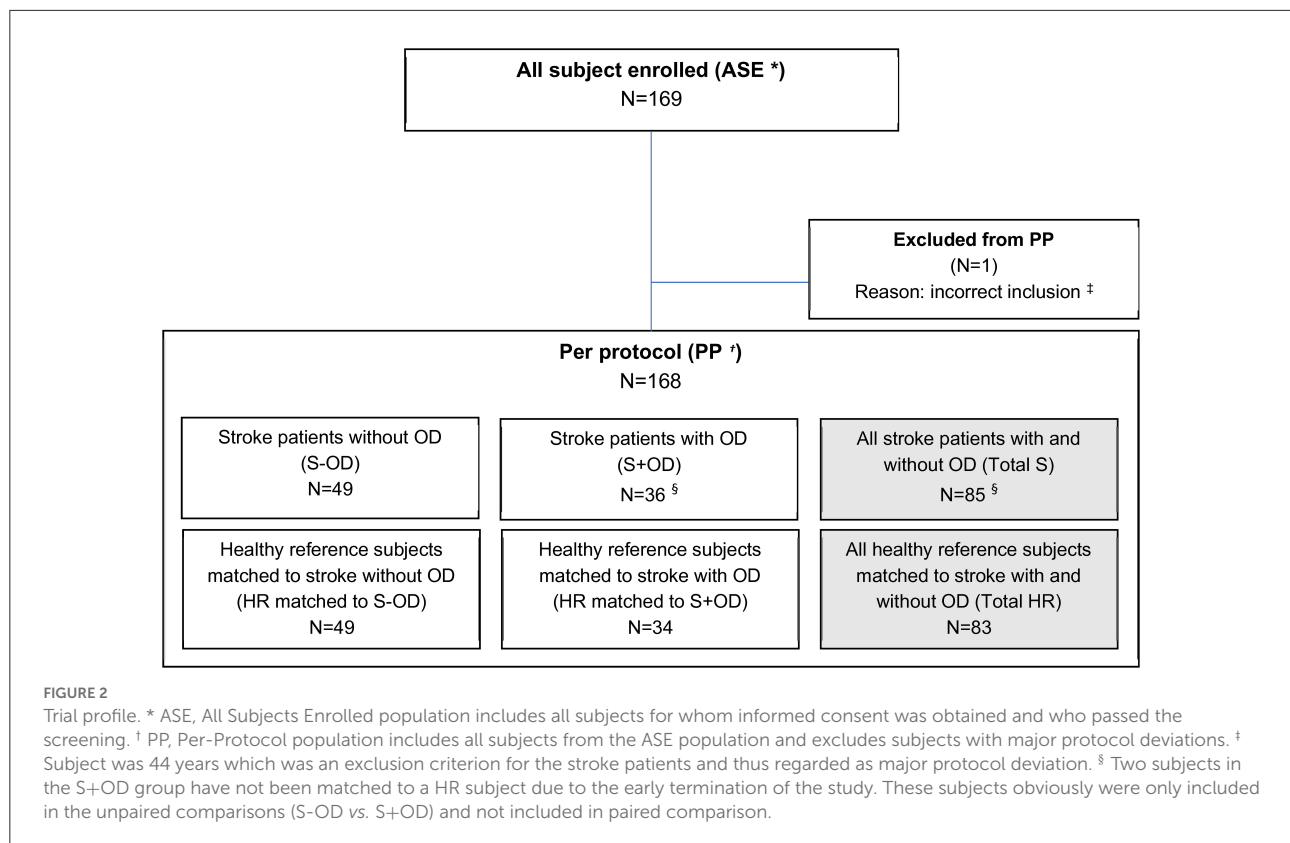 All subject enrolled (ASE *)
N=169
Excluded from PP
(N=1)
Reason: incorrect inclusion ‡
Per protocol (PP †)
N=168
Stroke patients without OD
(S-OD)
N=49
Stroke patients with OD
(S+OD)
N=36 §
All stroke patients with and
without OD (Total S)
N=85 §
Healthy reference subjects
matched to stroke without OD
(HR matched to S-OD)
N=49
Healthy reference subjects
matched to stroke with OD
(HR matched to S+OD)
N=34
All healthy reference subjects
matched to stroke with and
without OD (Total HR)
N=83
FIGURE 2
Trial profile. * ASE, All Subjects Enrolled population includes all subjects for whom informed consent was obtained and who passed the
screening. † PP, Per-Protocol population includes all subjects from the ASE population and excludes subjects with major protocol deviations. ‡
Subject was 44 years which was an exclusion criterion for the stroke patients and thus regarded as major protocol deviation. § Two subjects in
the S+OD group have not been matched to a HR subject due to the early termination of the study. These subjects obviously were only included
in the unpaired comparisons (S-OD vs. S+OD) and not included in paired comparison.